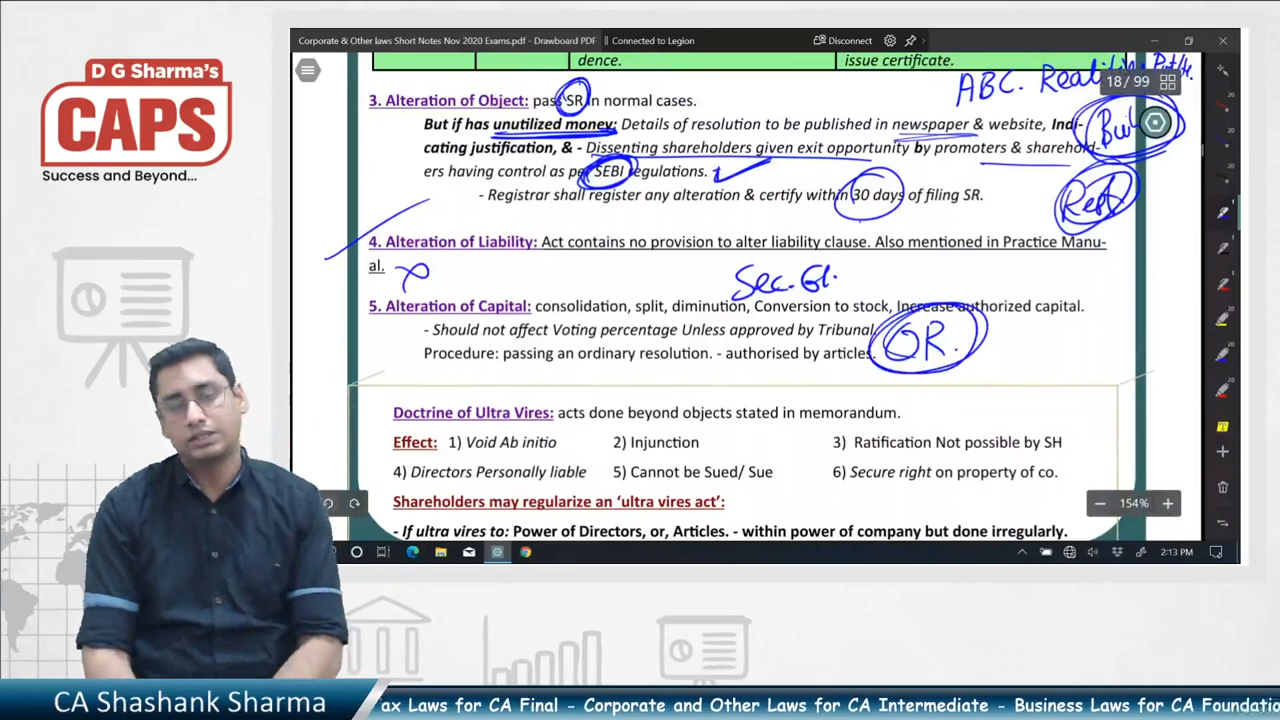 D G Sharma's
CAPS
Success and Beyond...
Corporate & Other laws Short Notes Nov 2020 Exams.pdf - Drawboard PDF
Connected to Legion
Disconnect
18 / 99
dence.
issue certificate.
ABC.
3. Alteration of Object: pass SR in normal cases.
But if has unutilized money: Details of resolution to be published in newspaper & website, Indi-
cating justification, & - Dissenting shareholders given exit opportunity by promoters & sharehold-
ers having control as per SEBI regulations.
- Registrar shall register any alteration & certify within 30 days of filing SR.
4. Alteration of Liability: Act contains no provision to alter liability clause. Also mentioned in Practice Manu-
al.
Sec. 61.
5. Alteration of Capital: consolidation, split, diminution, Conversion to stock, Increase authorized capital.
- Should not affect Voting percentage Unless approved by Tribunal.
OR.
Procedure: passing an ordinary resolution. - authorised by articles.
Doctrine of Ultra Vires: acts done beyond objects stated in memorandum.
Effect: 1) Void Ab initio 2) Injunction 3) Ratification Not possible by SH
4) Directors Personally liable 5) Cannot be Sued/ Sue 6) Secure right on property of co.
Shareholders may regularize an 'ultra vires act':
- If ultra vires to: Power of Directors, or, Articles. - within power of company but done irregularly.
154%
2:13 PM
CA Shashank Sharma
Tax Laws for CA Final - Corporate and Other Laws for CA Intermediate - Business Laws for CA Foundatio